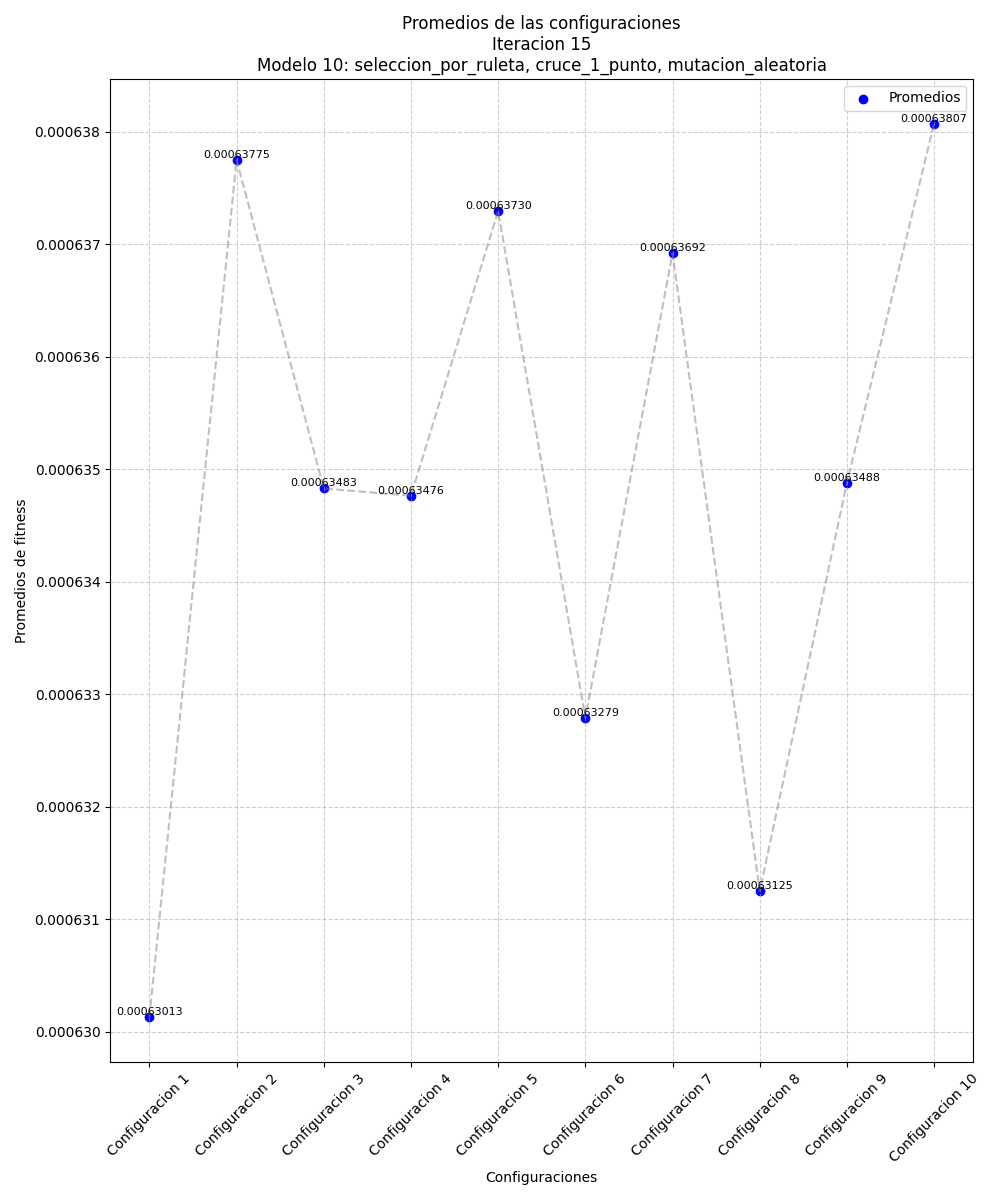 Promedios de las configuraciones
Iteracion 15
Modelo 10: seleccion_por_ruleta, cruce_1_punto, mutacion_aleatoria
Promedios
0.000638
0.000637
0.000636
0.000635
0.000634
0.000633
0.000632
0.000631
0.000630
Promedios de fitness
0.00063013
0.00063775
0.00063483
0.00063476
0.00063730
0.00063279
0.00063692
0.00063125
0.00063488
0.00063807
Configuracion 1
Configuracion 2
Configuracion 3
Configuracion 4
Configuracion 5
Configuracion 6
Configuracion 7
Configuracion 8
Configuracion 9
Configuracion 10
Configuraciones